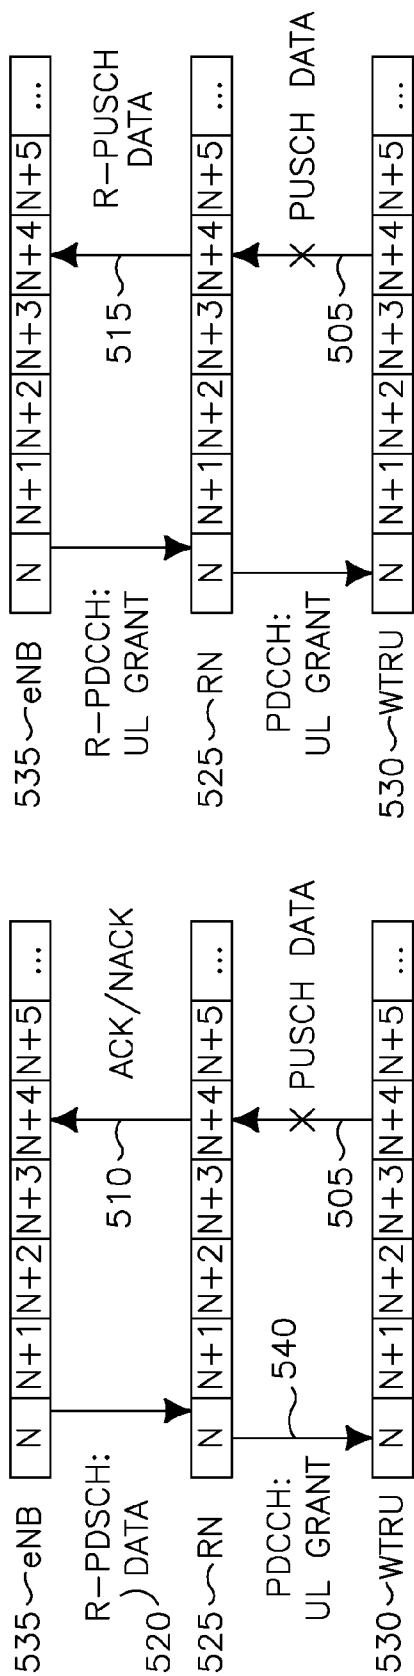 535 eNB
N N+1 N+2 N+3 N+4 N+5 ...
R-PDSCH:
DATA
520
510
ACK/NACK
525 RN
N N+1 N+2 N+3 N+4 N+5 ...
PDCCH:
UL GRANT
540
505
X PUSCH DATA
530 WTRU
N N+1 N+2 N+3 N+4 N+5 ...
535 eNB
N N+1 N+2 N+3 N+4 N+5 ...
R-PDCCH:
UL GRANT
515
R-PUSCH
DATA
525 RN
N N+1 N+2 N+3 N+4 N+5 ...
PDCCH:
UL GRANT
505
X PUSCH DATA
530 WTRU
N N+1 N+2 N+3 N+4 N+5 ...